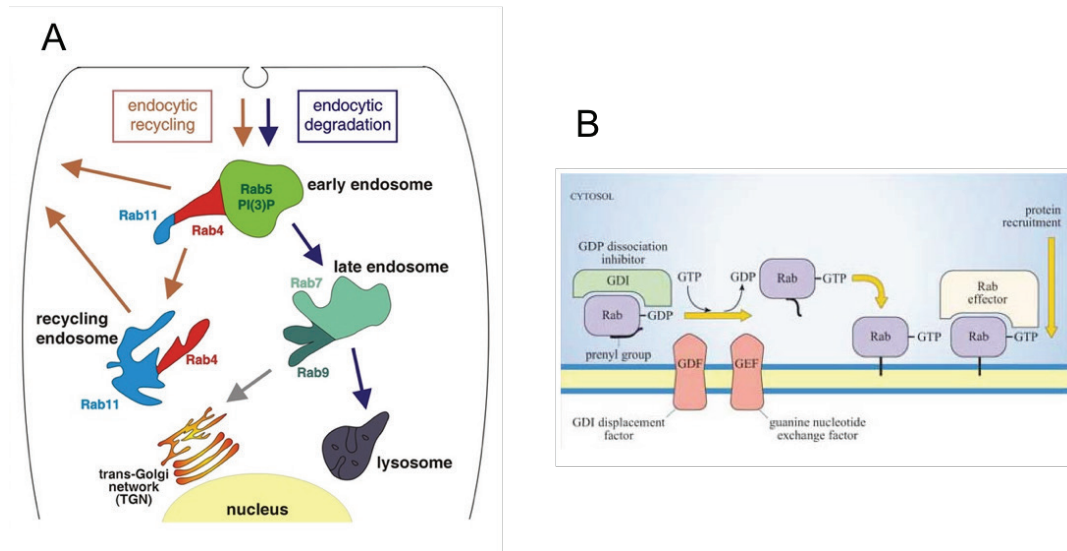 A
endocytic
recycling
endocytic
degradation
Rab5
PI(3)P
early endosome
Rab11
Rab4
late endosome
Rab7
recycling
endosome
Rab4
Rab9
Rab11
trans-Golgi
network
(TGN)
lysosome
nucleus
B
CYTOSOL
protein
recruitment
GDP dissociation
inhibitor
GDI
GTP
GDP
Rab
GTP
Rab
effector
Rab
GDP
Rab
GTP
Rab
GTP
prenyl group
GDF
GEF
GDI displacement
factor
guanine nucleotide
exchange factor